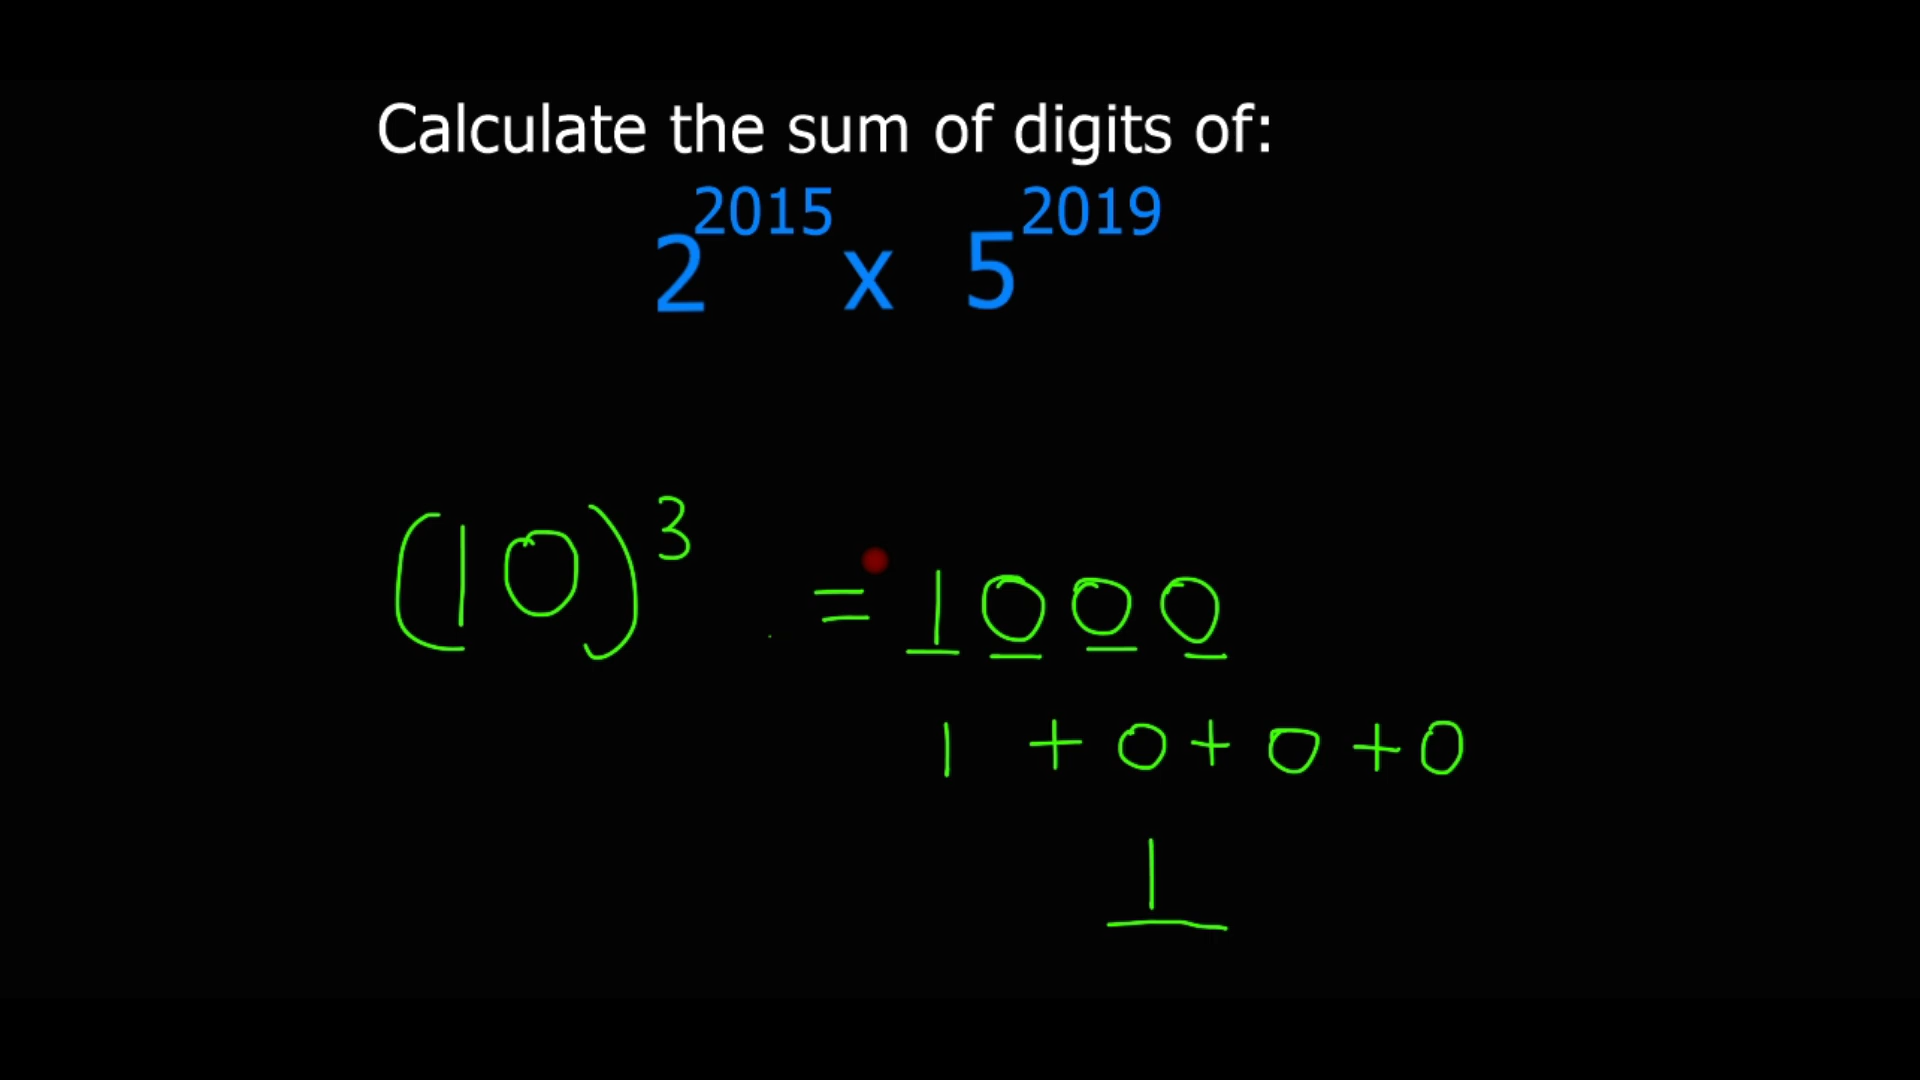 Calculate the sum of digits of:
2^2015 x 5^2019
(10)^3 = 1000
1 + 0 + 0 + 0
1